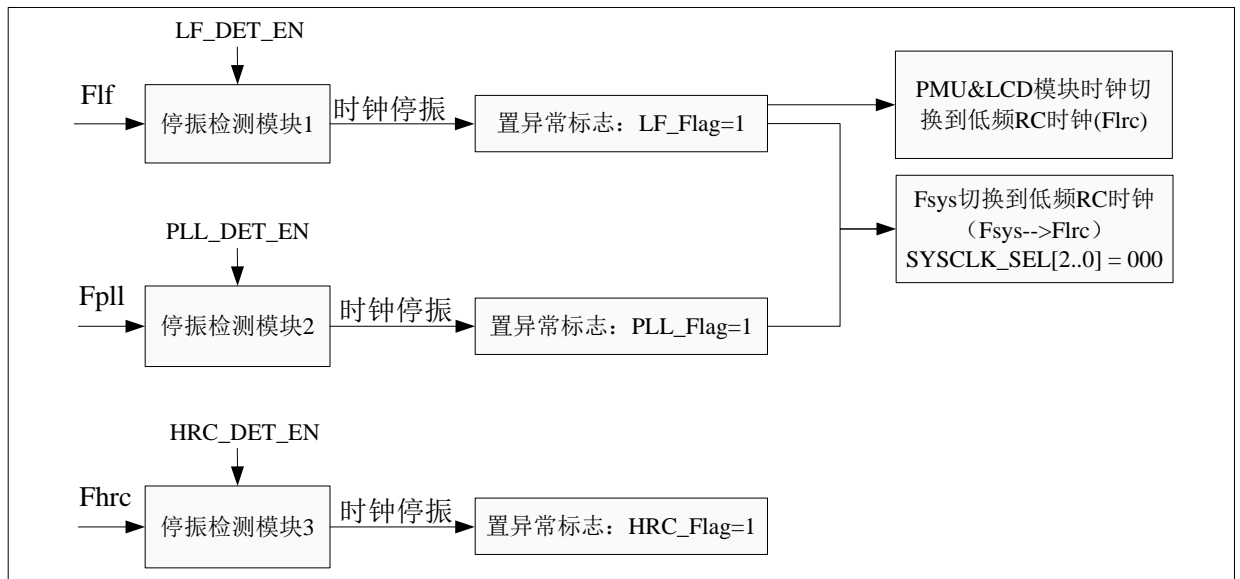 LF_DET_EN
Flf
停振检测模块1
时钟停振
置异常标志：LF_Flag=1
PMU&LCD模块时钟切
换到低频RC时钟(Flrc)
Fsys切换到低频RC时钟
（Fsys-->Flrc）
SYSCLK_SEL[2..0] = 000
PLL_DET_EN
Fpll
停振检测模块2
时钟停振
置异常标志：PLL_Flag=1
HRC_DET_EN
Fhrc
停振检测模块3
时钟停振
置异常标志：HRC_Flag=1